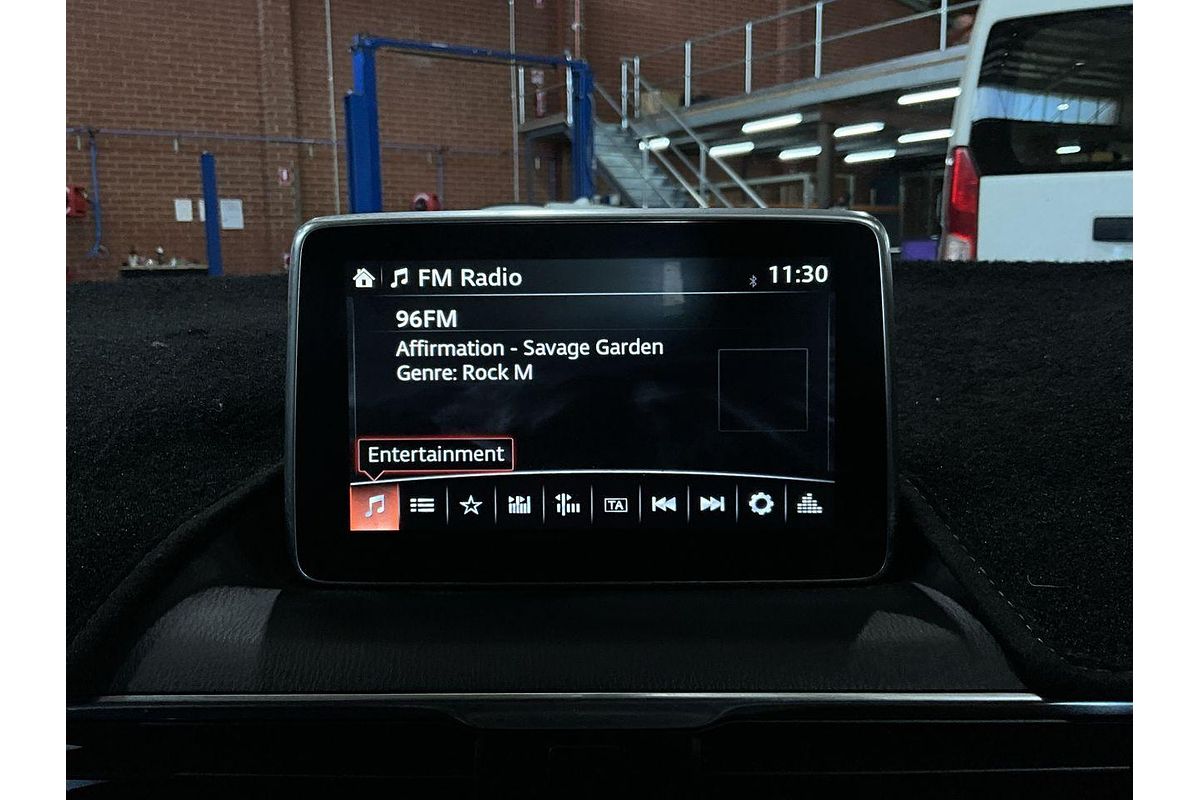 FM Radio 11:30
96FM
Affirmation - Savage Garden
Genre: Rock M
Entertainment
TA